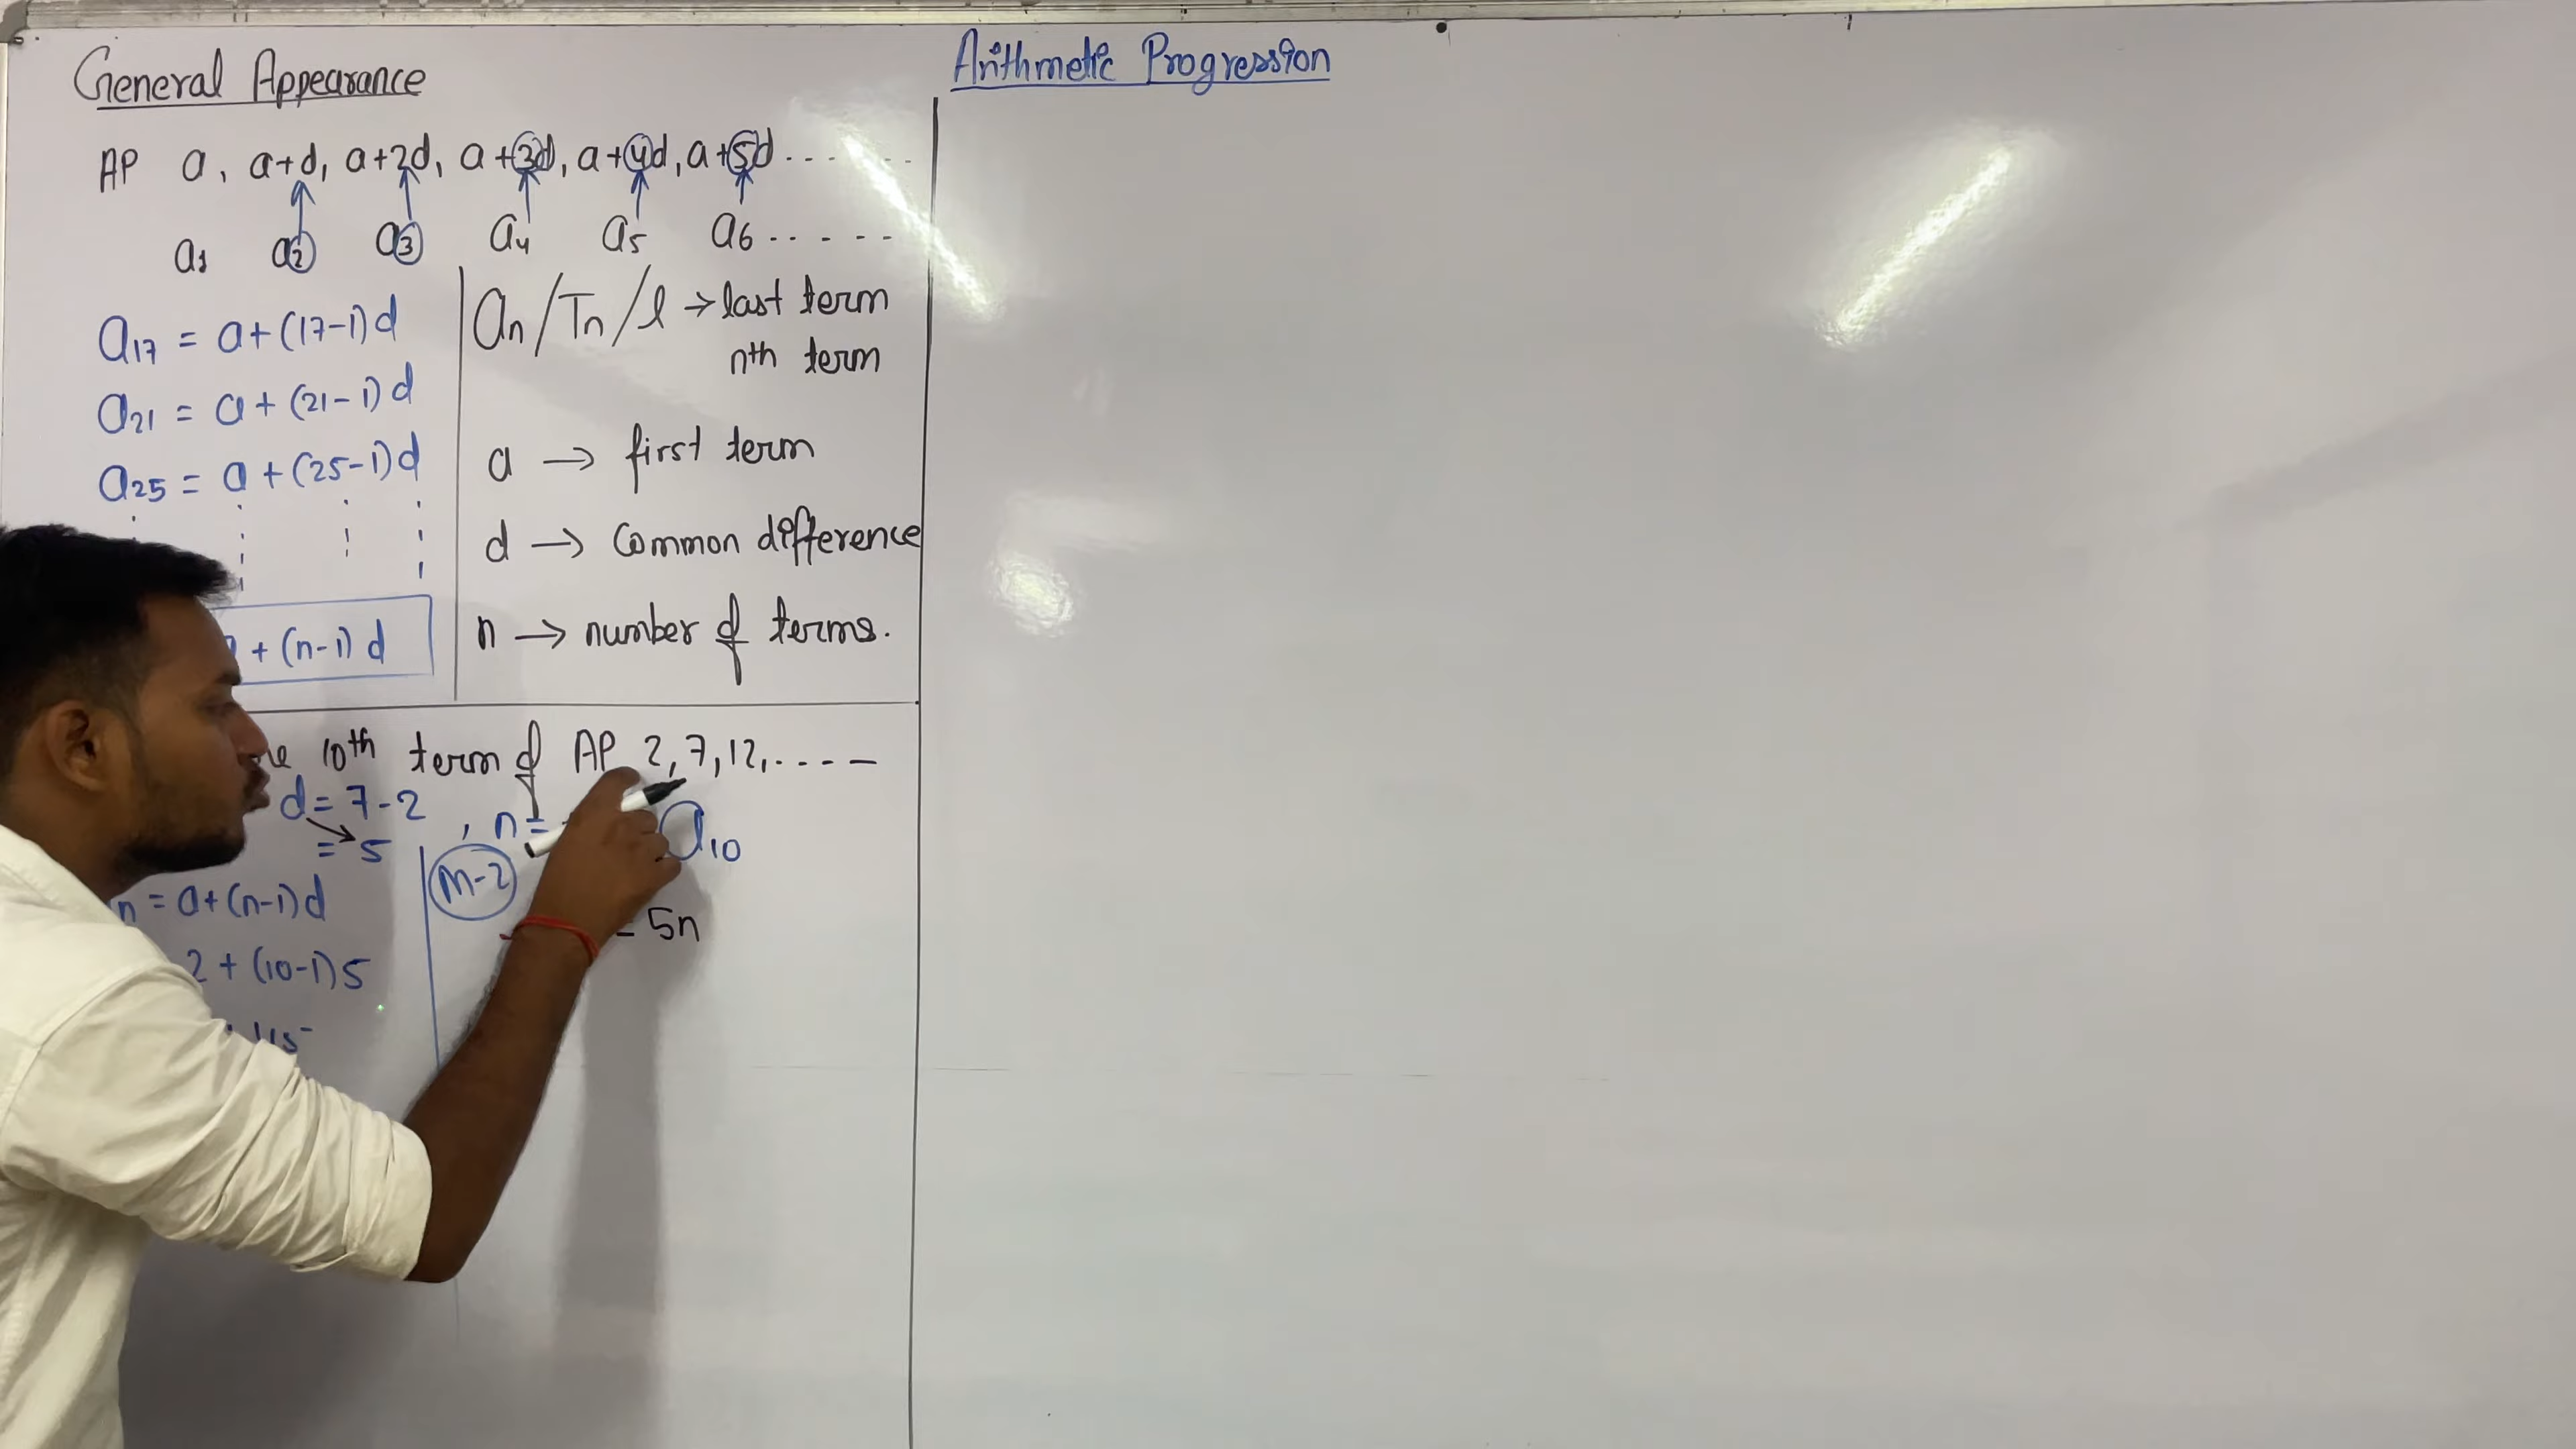 General Appearance
Arithmetic Progression
AP a, a+d, a+2d, a+3d, a+4d, a+5d ......
a₁ a₂ a₃ a₄ a₅ a₆ .....
a₁₇ = a+(17-1)d
a₂₁ = a+(21-1)d
a₂₅ = a+(25-1)d
+ (n-1)d
aₙ/Tₙ/l → last term
nᵗʰ term
a → first term
d → Common difference
n → number of terms.
10ᵗʰ term of AP 2, 7, 12, .....
d = 7-2
= 5
, n =
a₁₀
n = a+(n-1)d
2 + (10-1)5
45
M-2
= 5n